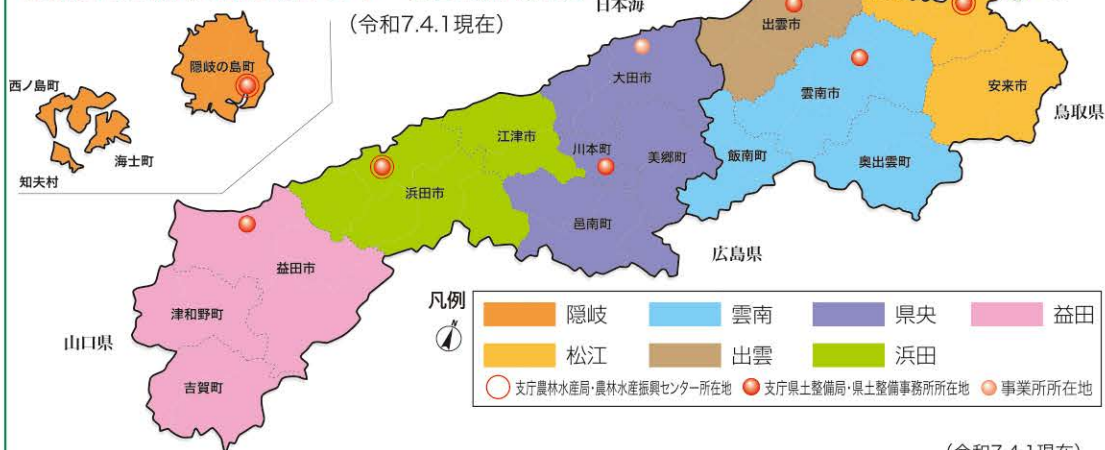 日本海
(令和7.4.1現在)
出雲市
隠岐の島町
大田市
西ノ島町
安来市
雲南市
鳥取県
江津市
川本町
美郷町
飯南町
奥出雲町
海士町
知夫村
浜田市
邑南町
広島県
益田市
凡例
N
隠岐
雲南
県央
益田
津和野町
山口県
松江
出雲
浜田
吉賀町
支庁農林水産局・農林水産振興センター所在地
支庁県土整備局・県土整備事務所所在地
事業所所在地